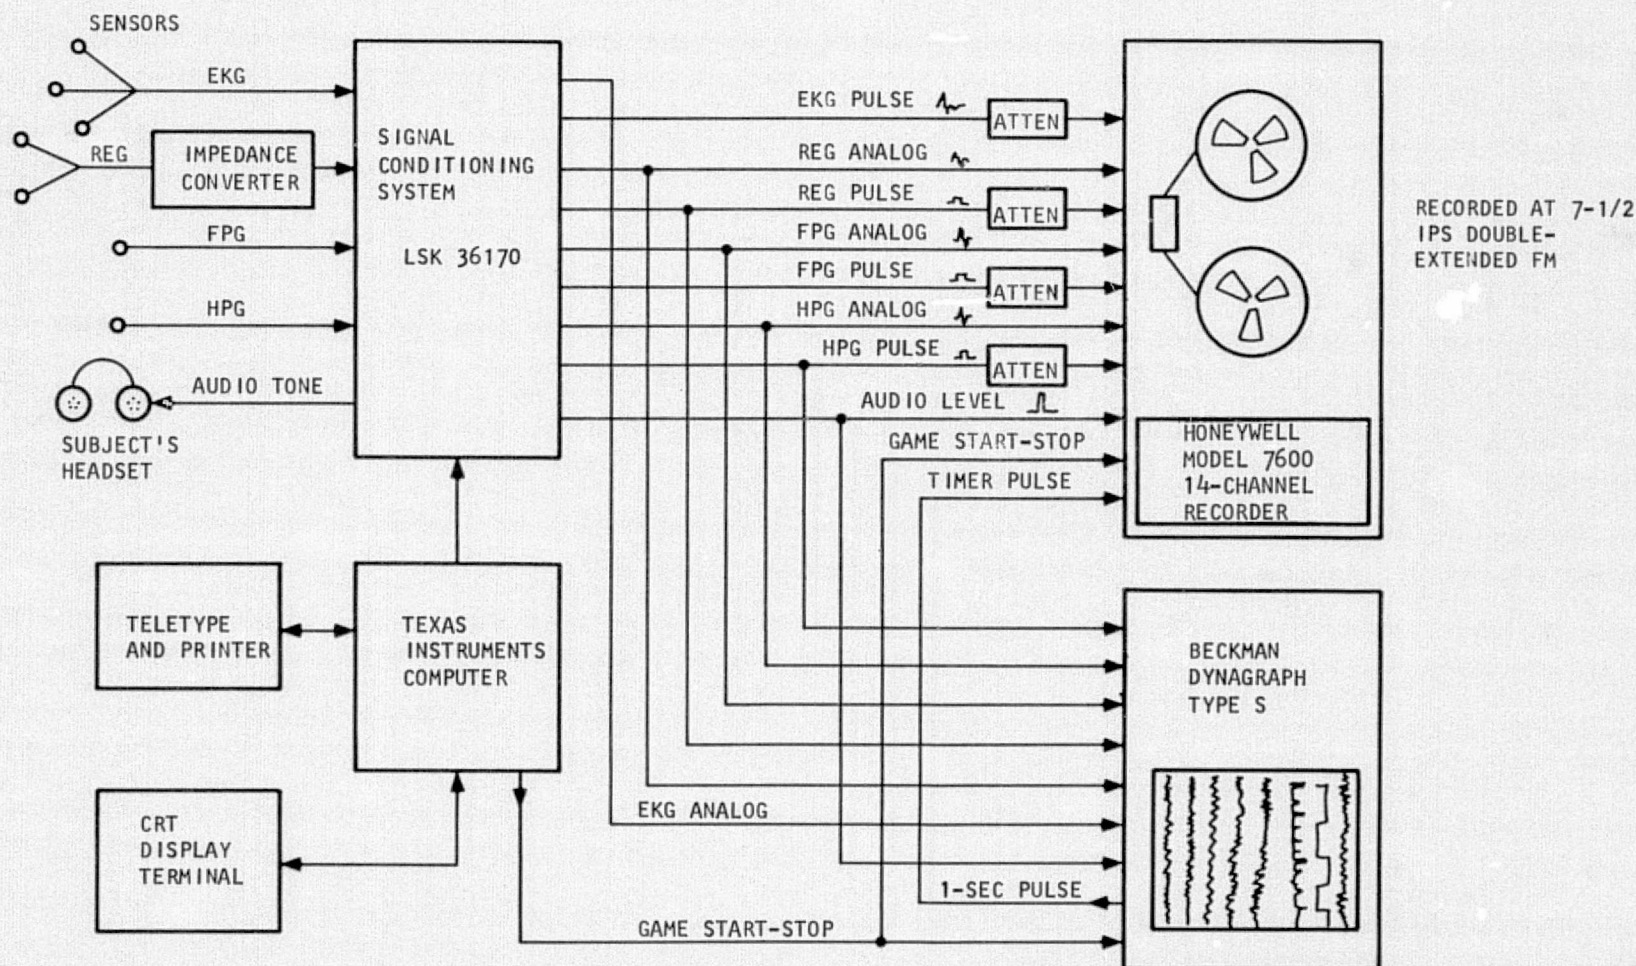 SENSORS
EKG
REG
IMPEDANCE
CONVERTER
FPG
HPG
AUDIO TONE
SUBJECT'S
HEADSET
SIGNAL
CONDITIONING
SYSTEM
LSK 36170
EKG PULSE
ATTEN
REG ANALOG
REG PULSE
ATTEN
FPG ANALOG
FPG PULSE
ATTEN
HPG ANALOG
HPG PULSE
ATTEN
AUDIO LEVEL
GAME START-STOP
TIMER PULSE
HONEYWELL
MODEL 7600
14-CHANNEL
RECORDER
RECORDED AT 7-1/2
IPS DOUBLE-
EXTENDED FM
TELETYPE
AND PRINTER
TEXAS
INSTRUMENTS
COMPUTER
CRT
DISPLAY
TERMINAL
BECKMAN
DYNAGRAPH
TYPE S
EKG ANALOG
1-SEC PULSE
GAME START-STOP